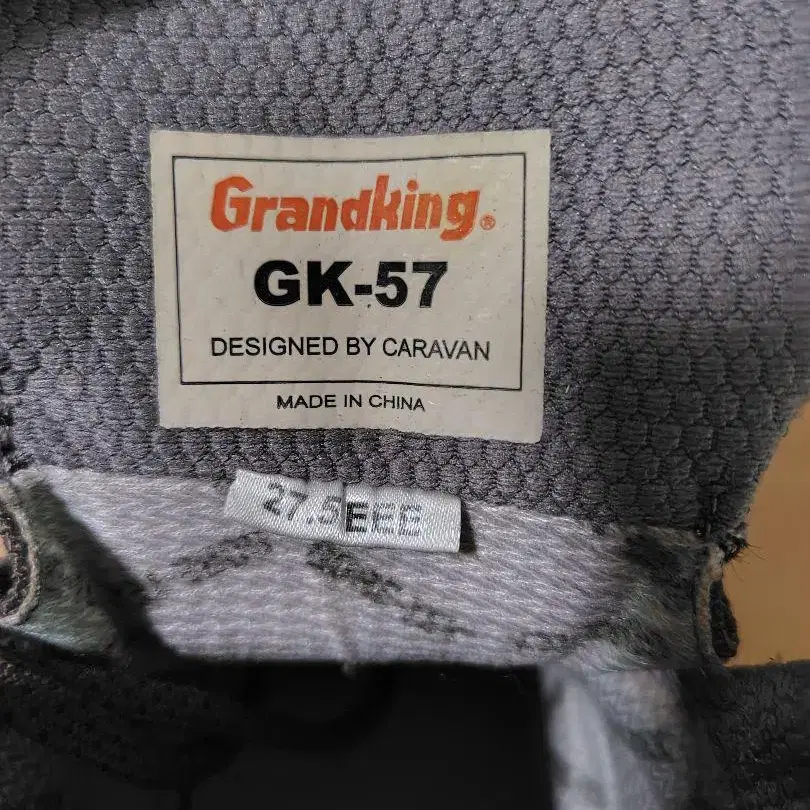 Grandking®
GK-57
DESIGNED BY CARAVAN
MADE IN CHINA
27.5EEE